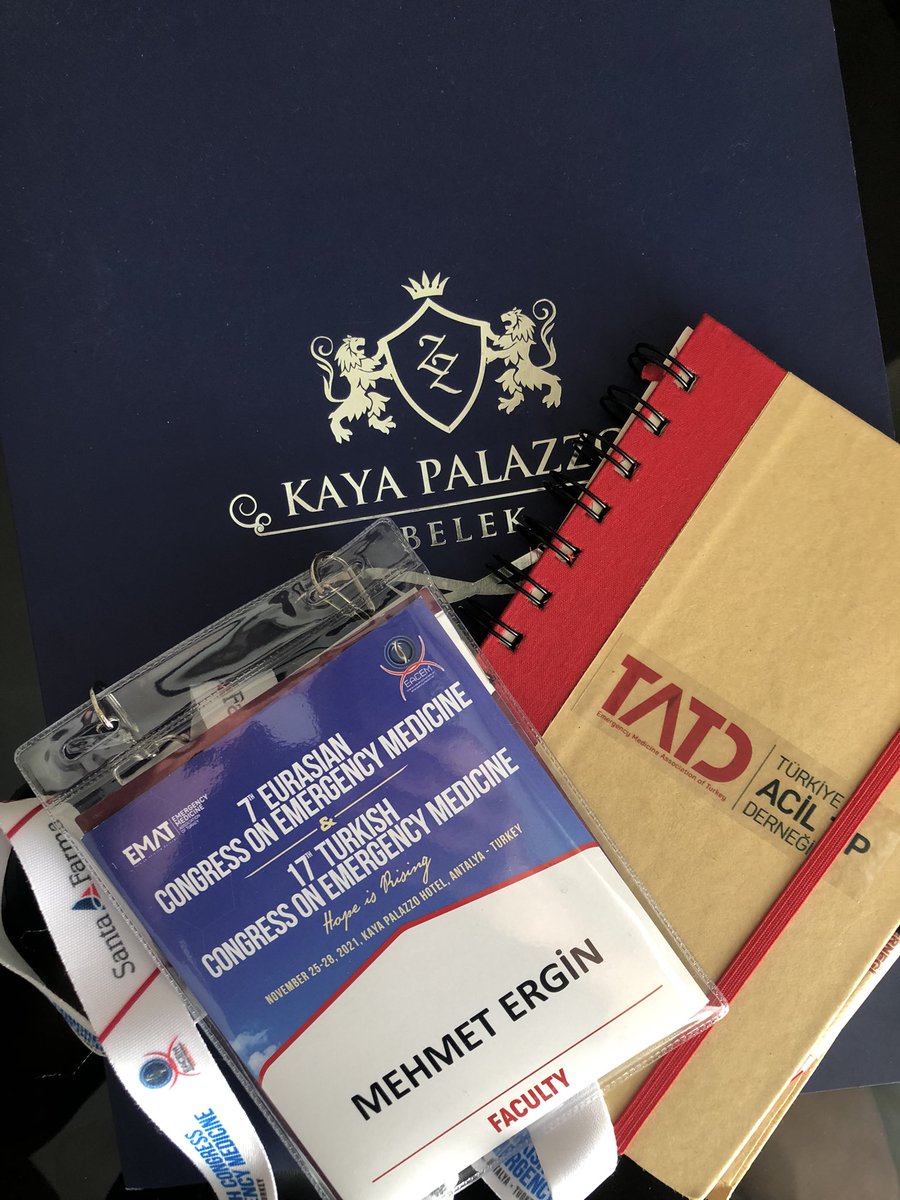 KAYA PALAZZO
BELEK
EACEM
EMAT EMERGENCY
MEDICINE
7th EURASIAN
CONGRESS ON EMERGENCY MEDICINE
&
17th TURKISH
CONGRESS ON EMERGENCY MEDICINE
Hope is Rising
NOVEMBER 25-28, 2021, KAYA PALAZZO HOTEL, ANTALYA - TURKEY
MEHMET ERGİN
FACULTY
TATD
Emergency Medicine Association of Turkey
TÜRKİYE
ACİL
DERNEĞİ
Santa Farma
CONGRESS
MEDICINE